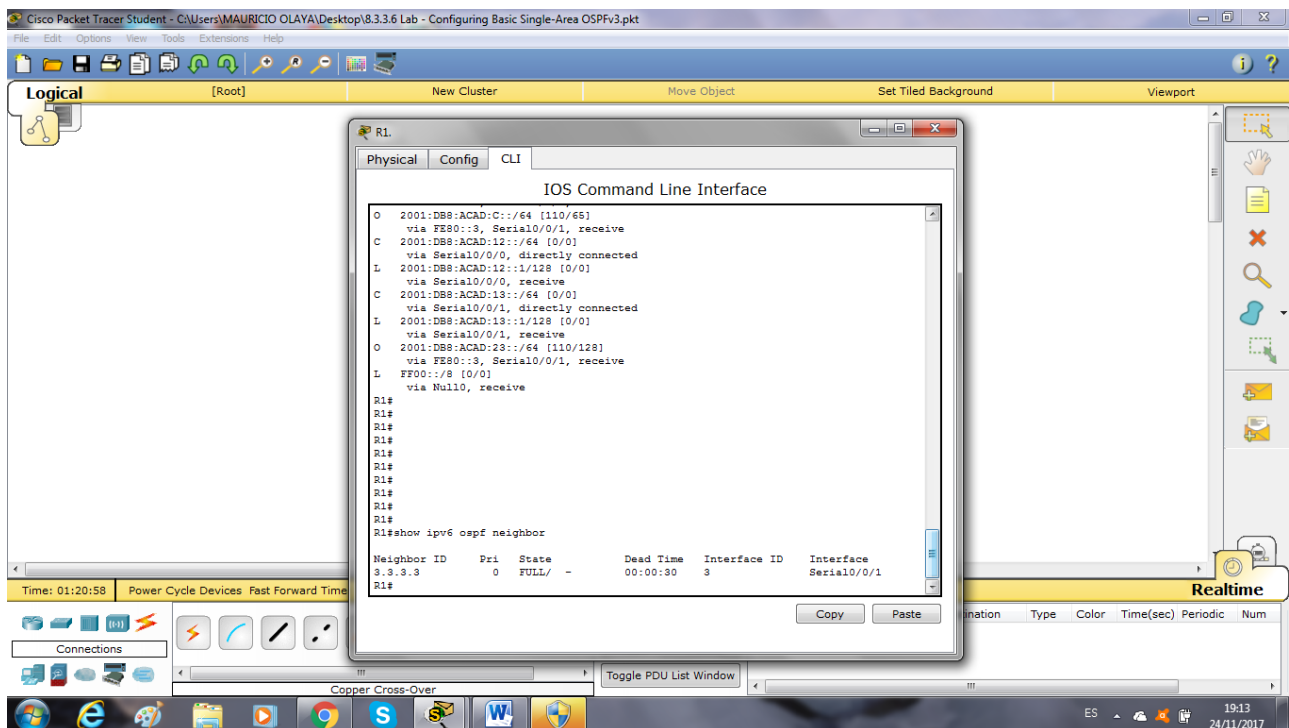 Cisco Packet Tracer Student - C:\Users\MAURICIO OLAYA\Desktop\8.3.3.6 Lab - Configuring Basic Single-Area OSPFv3.pkt
File Edit Options View Tools Extensions Help
Logical [Root] New Cluster Move Object Set Tiled Background Viewport
R1.
Physical Config CLI
IOS Command Line Interface
O 2001:DB8:ACAD:C::/64 [110/65]
via FE80::3, Serial0/0/1, receive
C 2001:DB8:ACAD:12::/64 [0/0]
via Serial0/0/0, directly connected
L 2001:DB8:ACAD:12::1/128 [0/0]
via Serial0/0/0, receive
C 2001:DB8:ACAD:13::/64 [0/0]
via Serial0/0/1, directly connected
L 2001:DB8:ACAD:13::1/128 [0/0]
via Serial0/0/1, receive
O 2001:DB8:ACAD:23::/64 [110/128]
via FE80::3, Serial0/0/1, receive
L FF00::/8 [0/0]
via Null0, receive
R1#
R1#
R1#
R1#
R1#
R1#
R1#
R1#
R1#
R1#
R1#show ipv6 ospf neighbor
Neighbor ID Pri State Dead Time Interface ID Interface
3.3.3.3 0 FULL/ - 00:00:30 3 Serial0/0/1
R1#
Copy Paste
Time: 01:20:58 Power Cycle Devices Fast Forward Time
Realtime
Connections
Copper Cross-Over
Toggle PDU List Window
ination Type Color Time(sec) Periodic Num
ES 19:13
24/11/2017